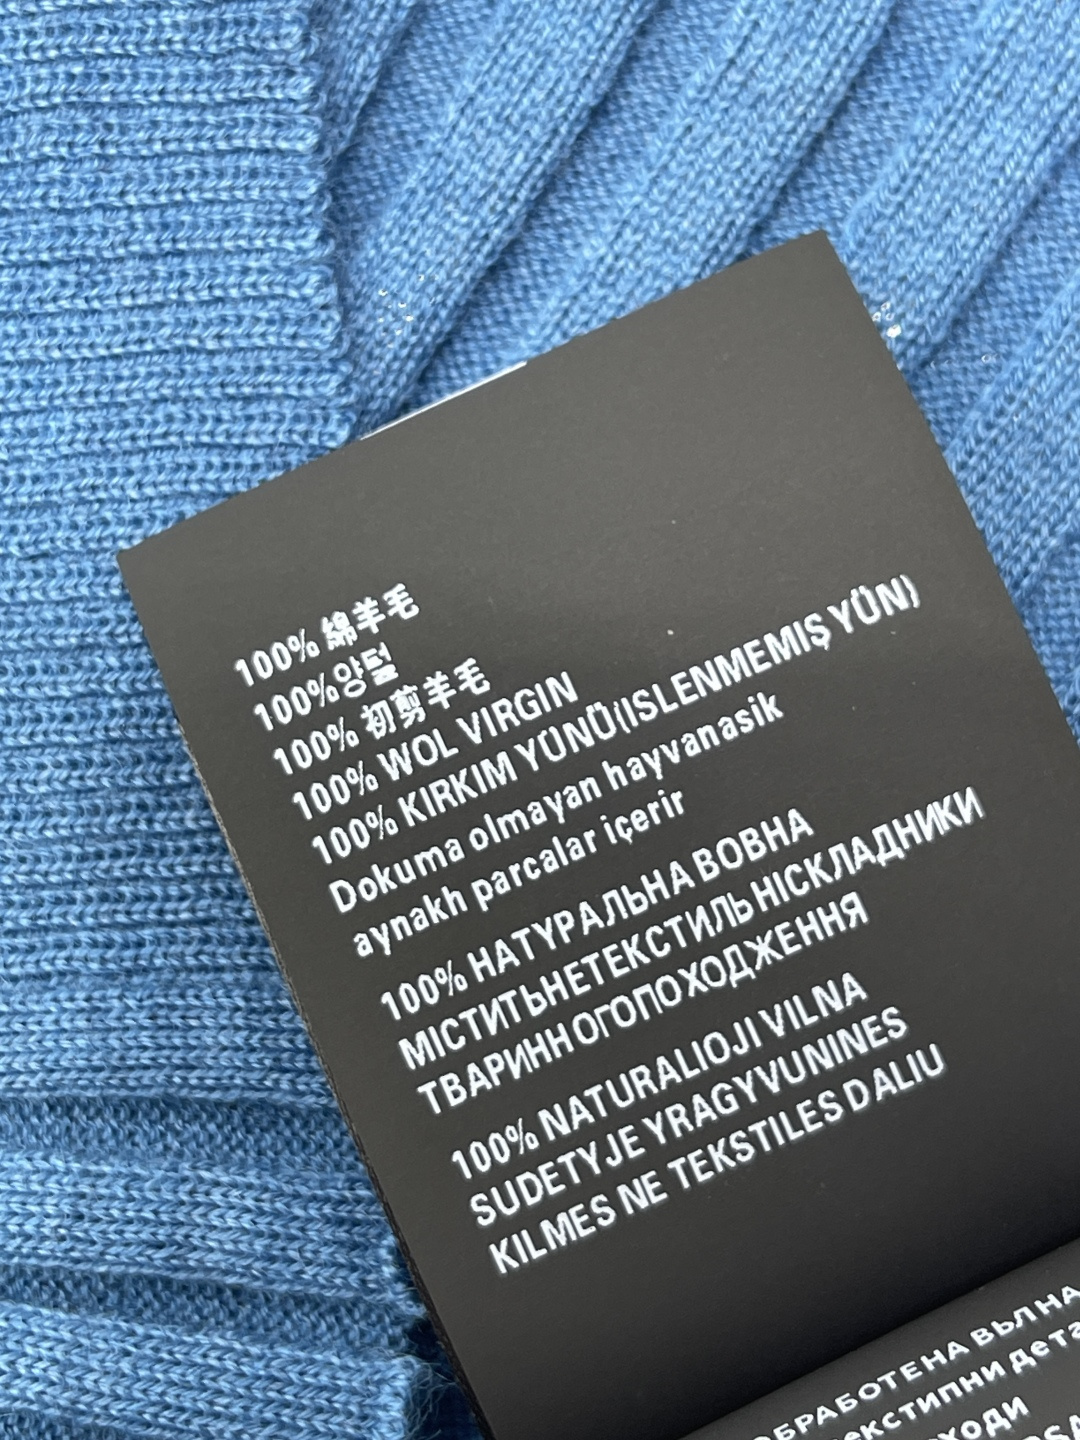 100% 綿羊毛
100%양털
100% 初剪羊毛
100% WOL VIRGIN
100% KIRKIM YÜNÜ(ISLENMEMIŞ YÜN)
Dokuma olmayan hayvanasik
aynakh parcalar içerir
100% НАТУРАЛЬНА ВОВНА
МІСТИТЬНЕТЕКСТИЛЬНІСКЛАДНИКИ
ТВАРИННОГОПОХОДЖЕННЯ
100% NATURALIOJI VILNA
SUDETYJE YRAGYVUNINES
KILMES NE TEKSTILES DALIU
ОБРАБОТЕНА ВЬЛНА